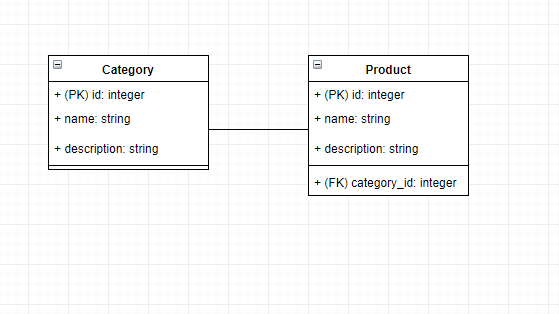 Category
+ (PK) id: integer
+ name: string
+ description: string
Product
+ (PK) id: integer
+ name: string
+ description: string
+ (FK) category_id: integer